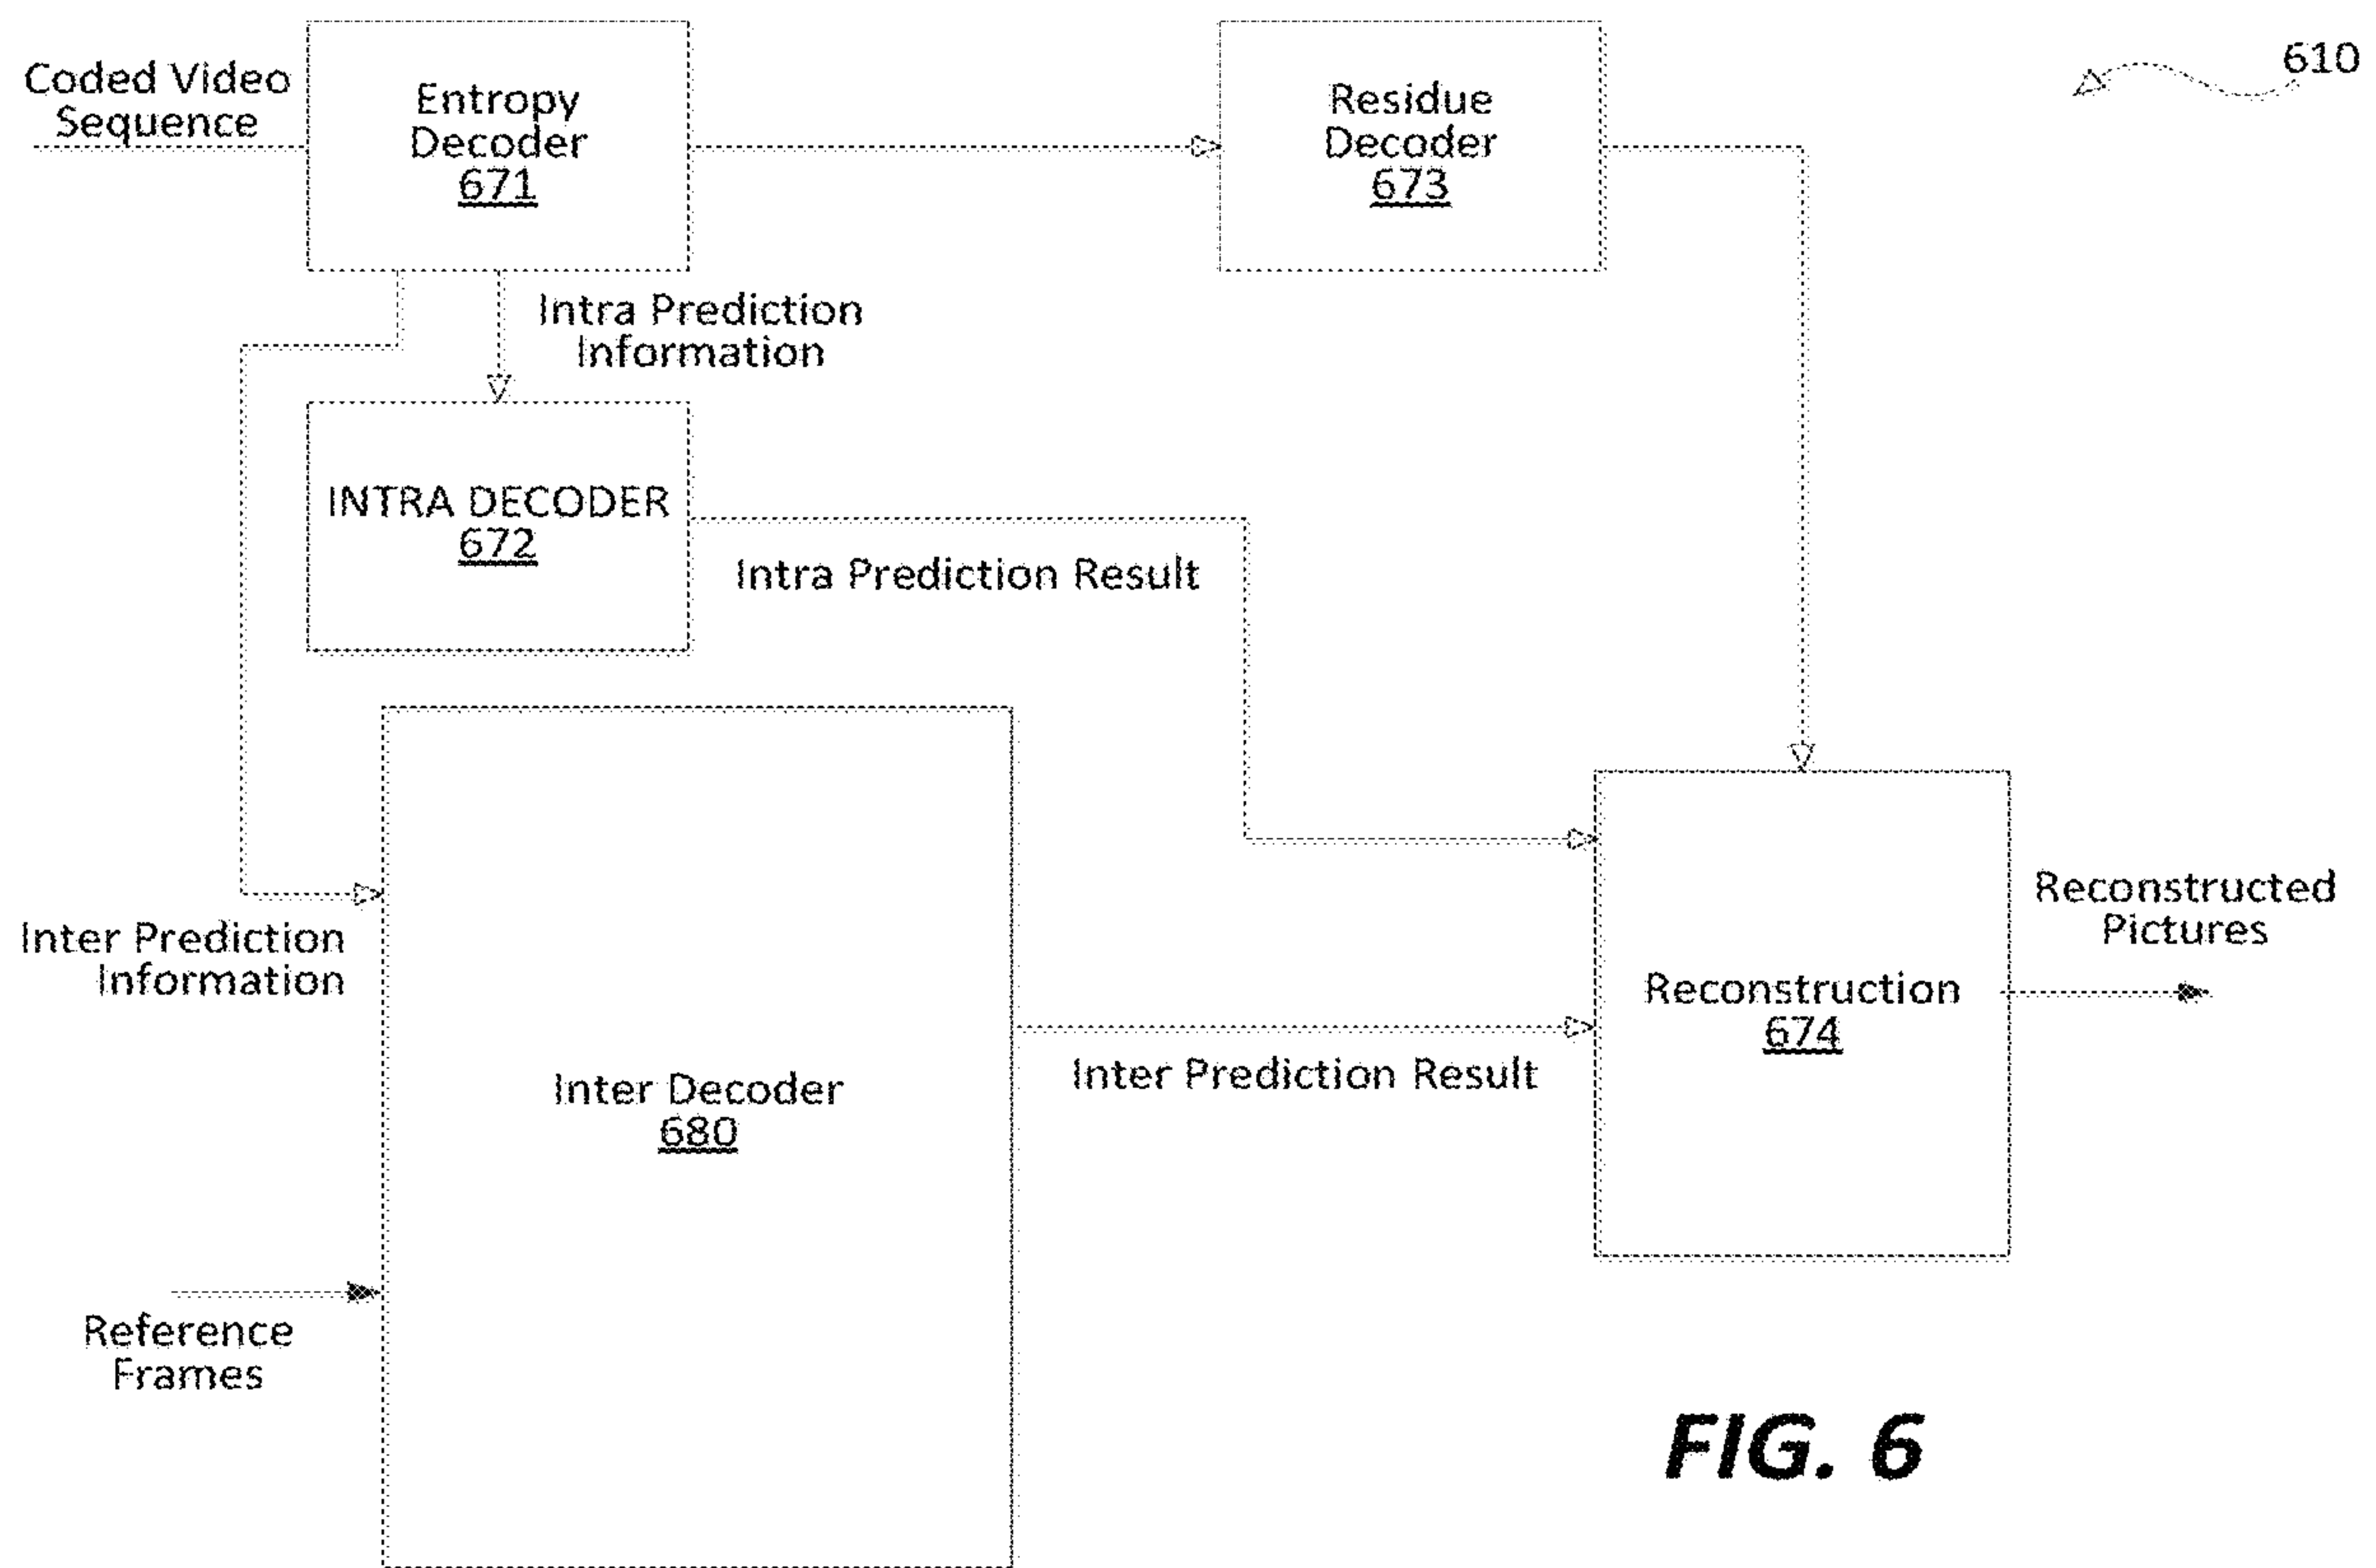 Coded Video
Sequence
Entropy
Decoder
671
Residue
Decoder
673
610
Intra Prediction
Information
INTRA DECODER
672
Intra Prediction Result
Inter Prediction
Information
Inter Decoder
680
Inter Prediction Result
Reconstruction
674
Reconstructed
Pictures
Reference
Frames
FIG. 6